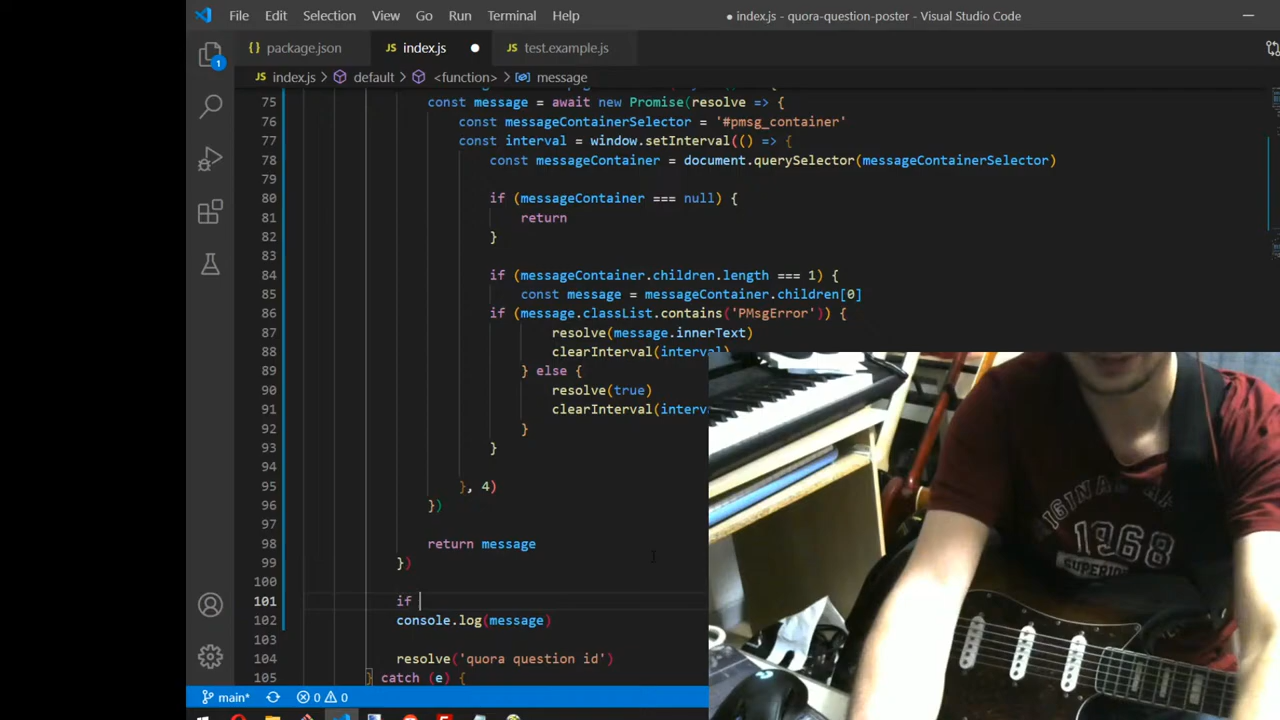 File Edit Selection View Go Run Terminal Help
● index.js - quora-question-poster - Visual Studio Code
{} package.json
JS index.js ●
JS test.example.js
JS index.js > default > <function> > message
1
75 const message = await new Promise(resolve => {
76 const messageContainerSelector = '#pmsg_container'
77 const interval = window.setInterval(() => {
78 const messageContainer = document.querySelector(messageContainerSelector)
79
80 if (messageContainer === null) {
81 return
82 }
83
84 if (messageContainer.children.length === 1) {
85 const message = messageContainer.children[0]
86 if (message.classList.contains('PMsgError')) {
87 resolve(message.innerText)
88 clearInterval(interval)
89 } else {
90 resolve(true)
91 clearInterval(interv
92 }
93 }
94
95 }, 4)
96 })
97
98 return message
99 })
100
101 if
102 console.log(message)
103
104 resolve('quora question id')
105 } catch (e) {
main* 0 0
1968
SUPERIOR